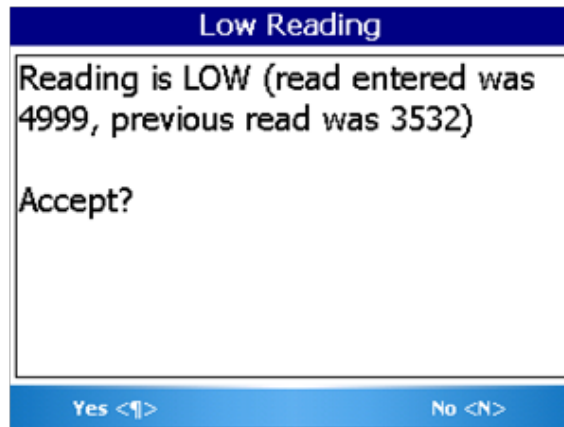 Low Reading
Reading is LOW (read entered was
4999, previous read was 3532)
Accept?
Yes <¶>
No <N>